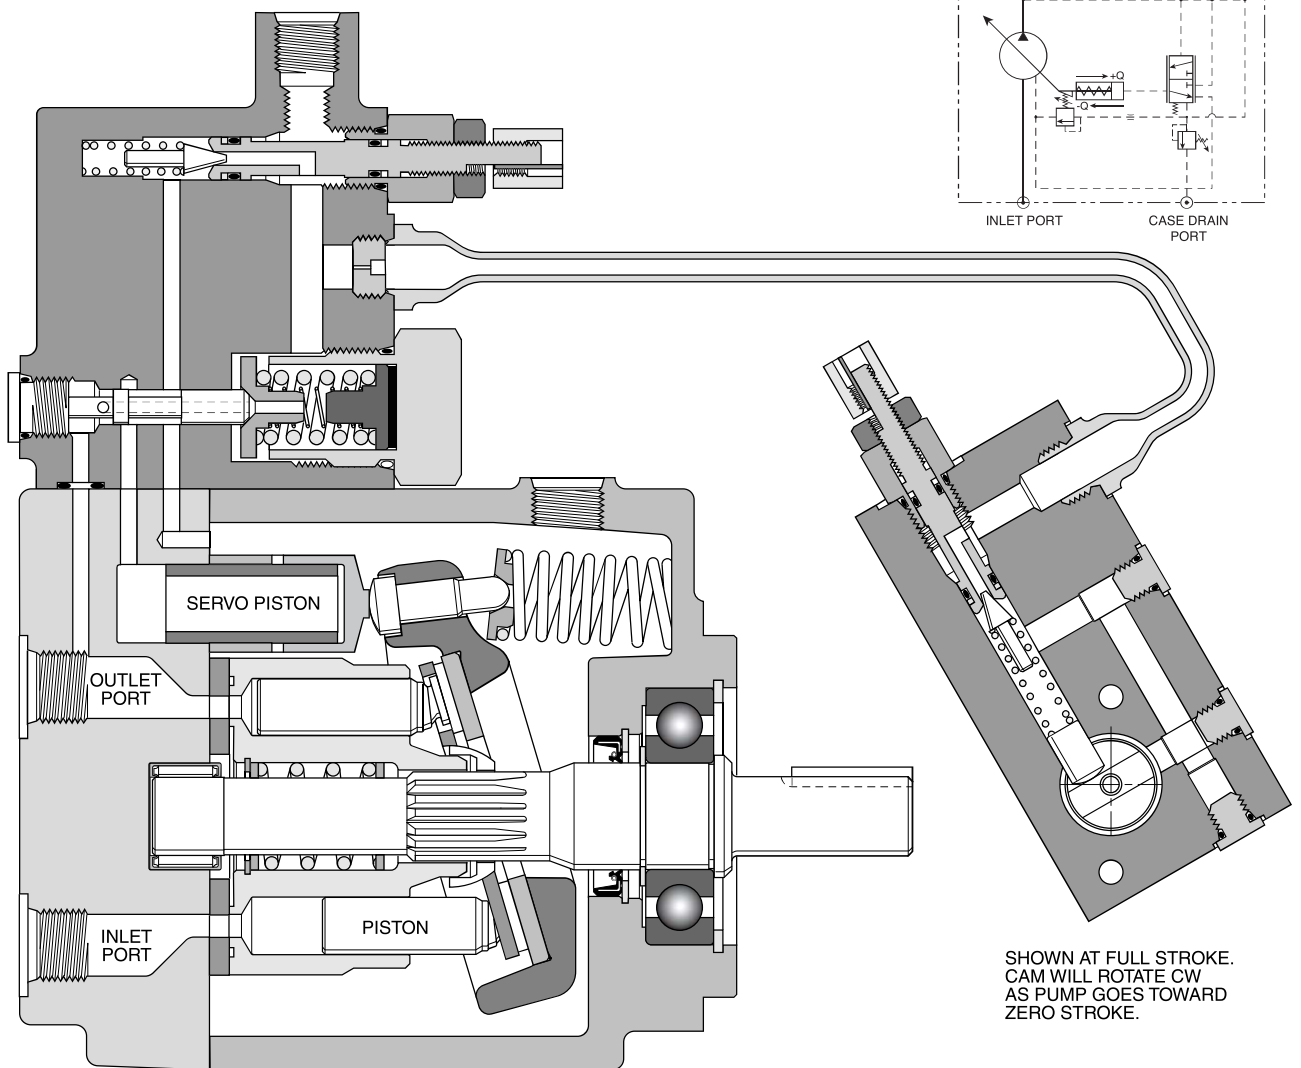 +Q
-Q
INLET PORT
CASE DRAIN
PORT
SERVO PISTON
OUTLET
PORT
PISTON
INLET
PORT
SHOWN AT FULL STROKE.
CAM WILL ROTATE CW
AS PUMP GOES TOWARD
ZERO STROKE.